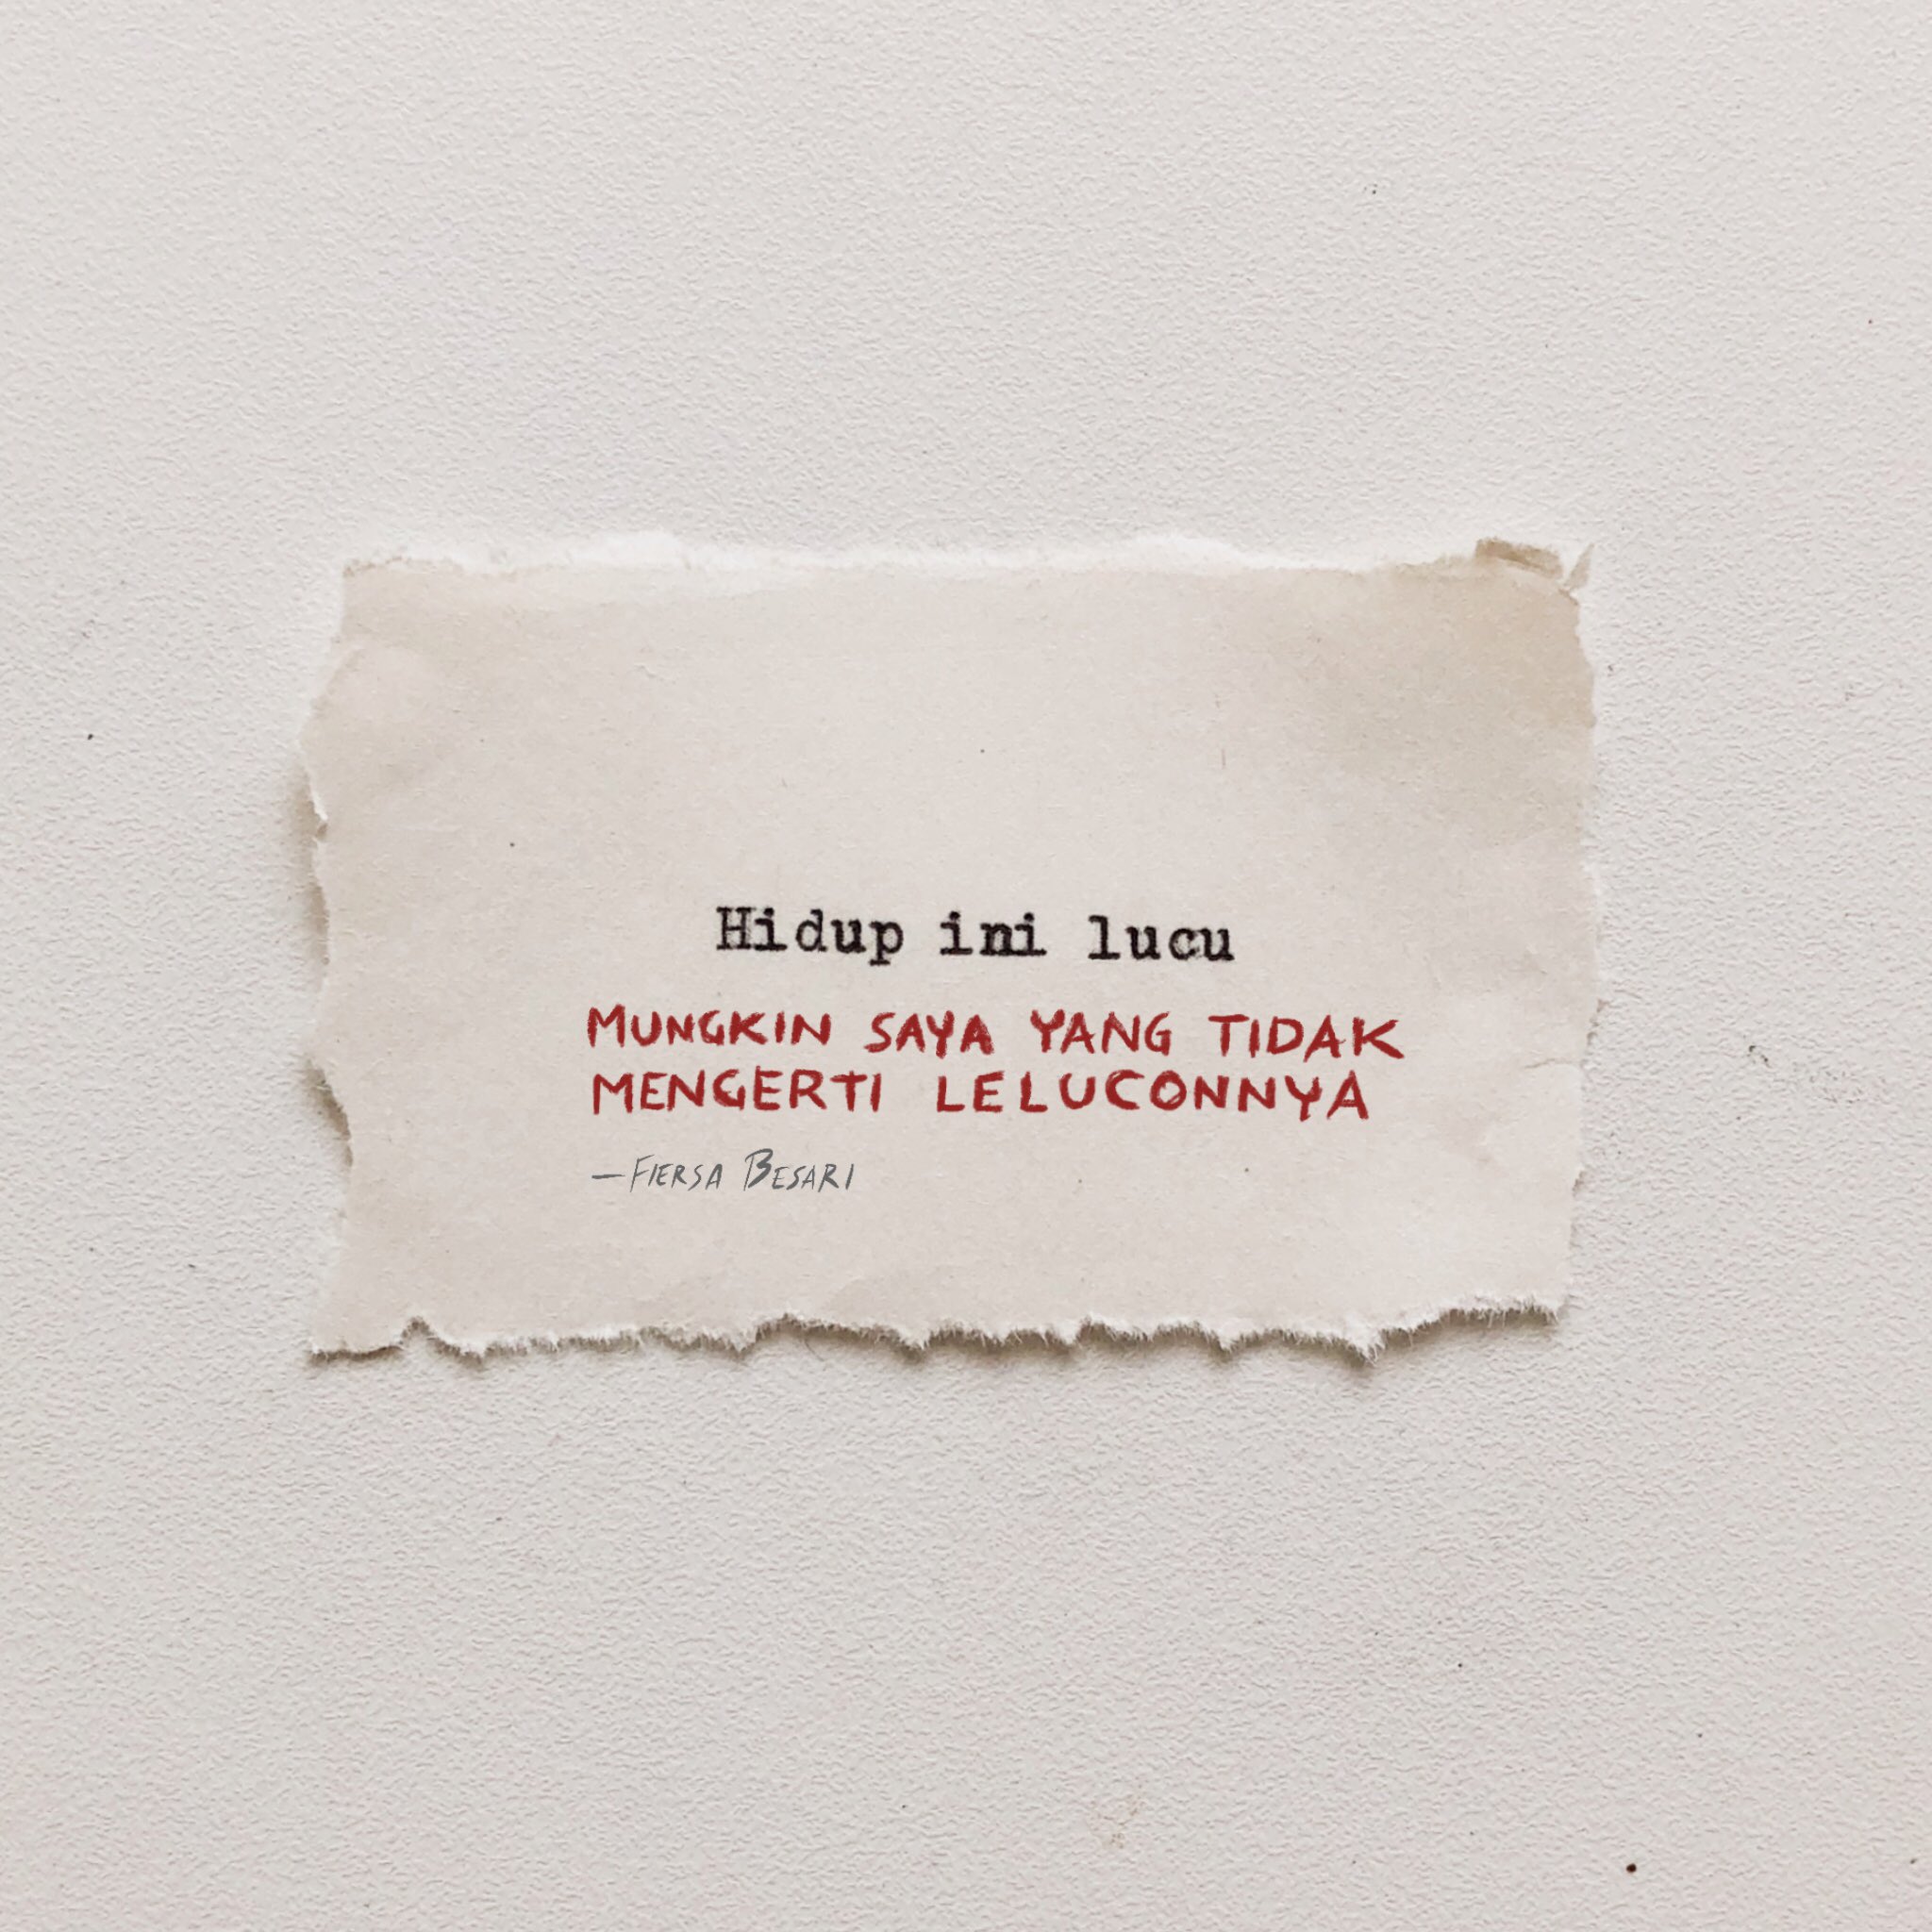 Hidup ini lucu
MUNGKIN SAYA YANG TIDAK
MENGERTI LELUCONNYA
—FIERSA BESARI